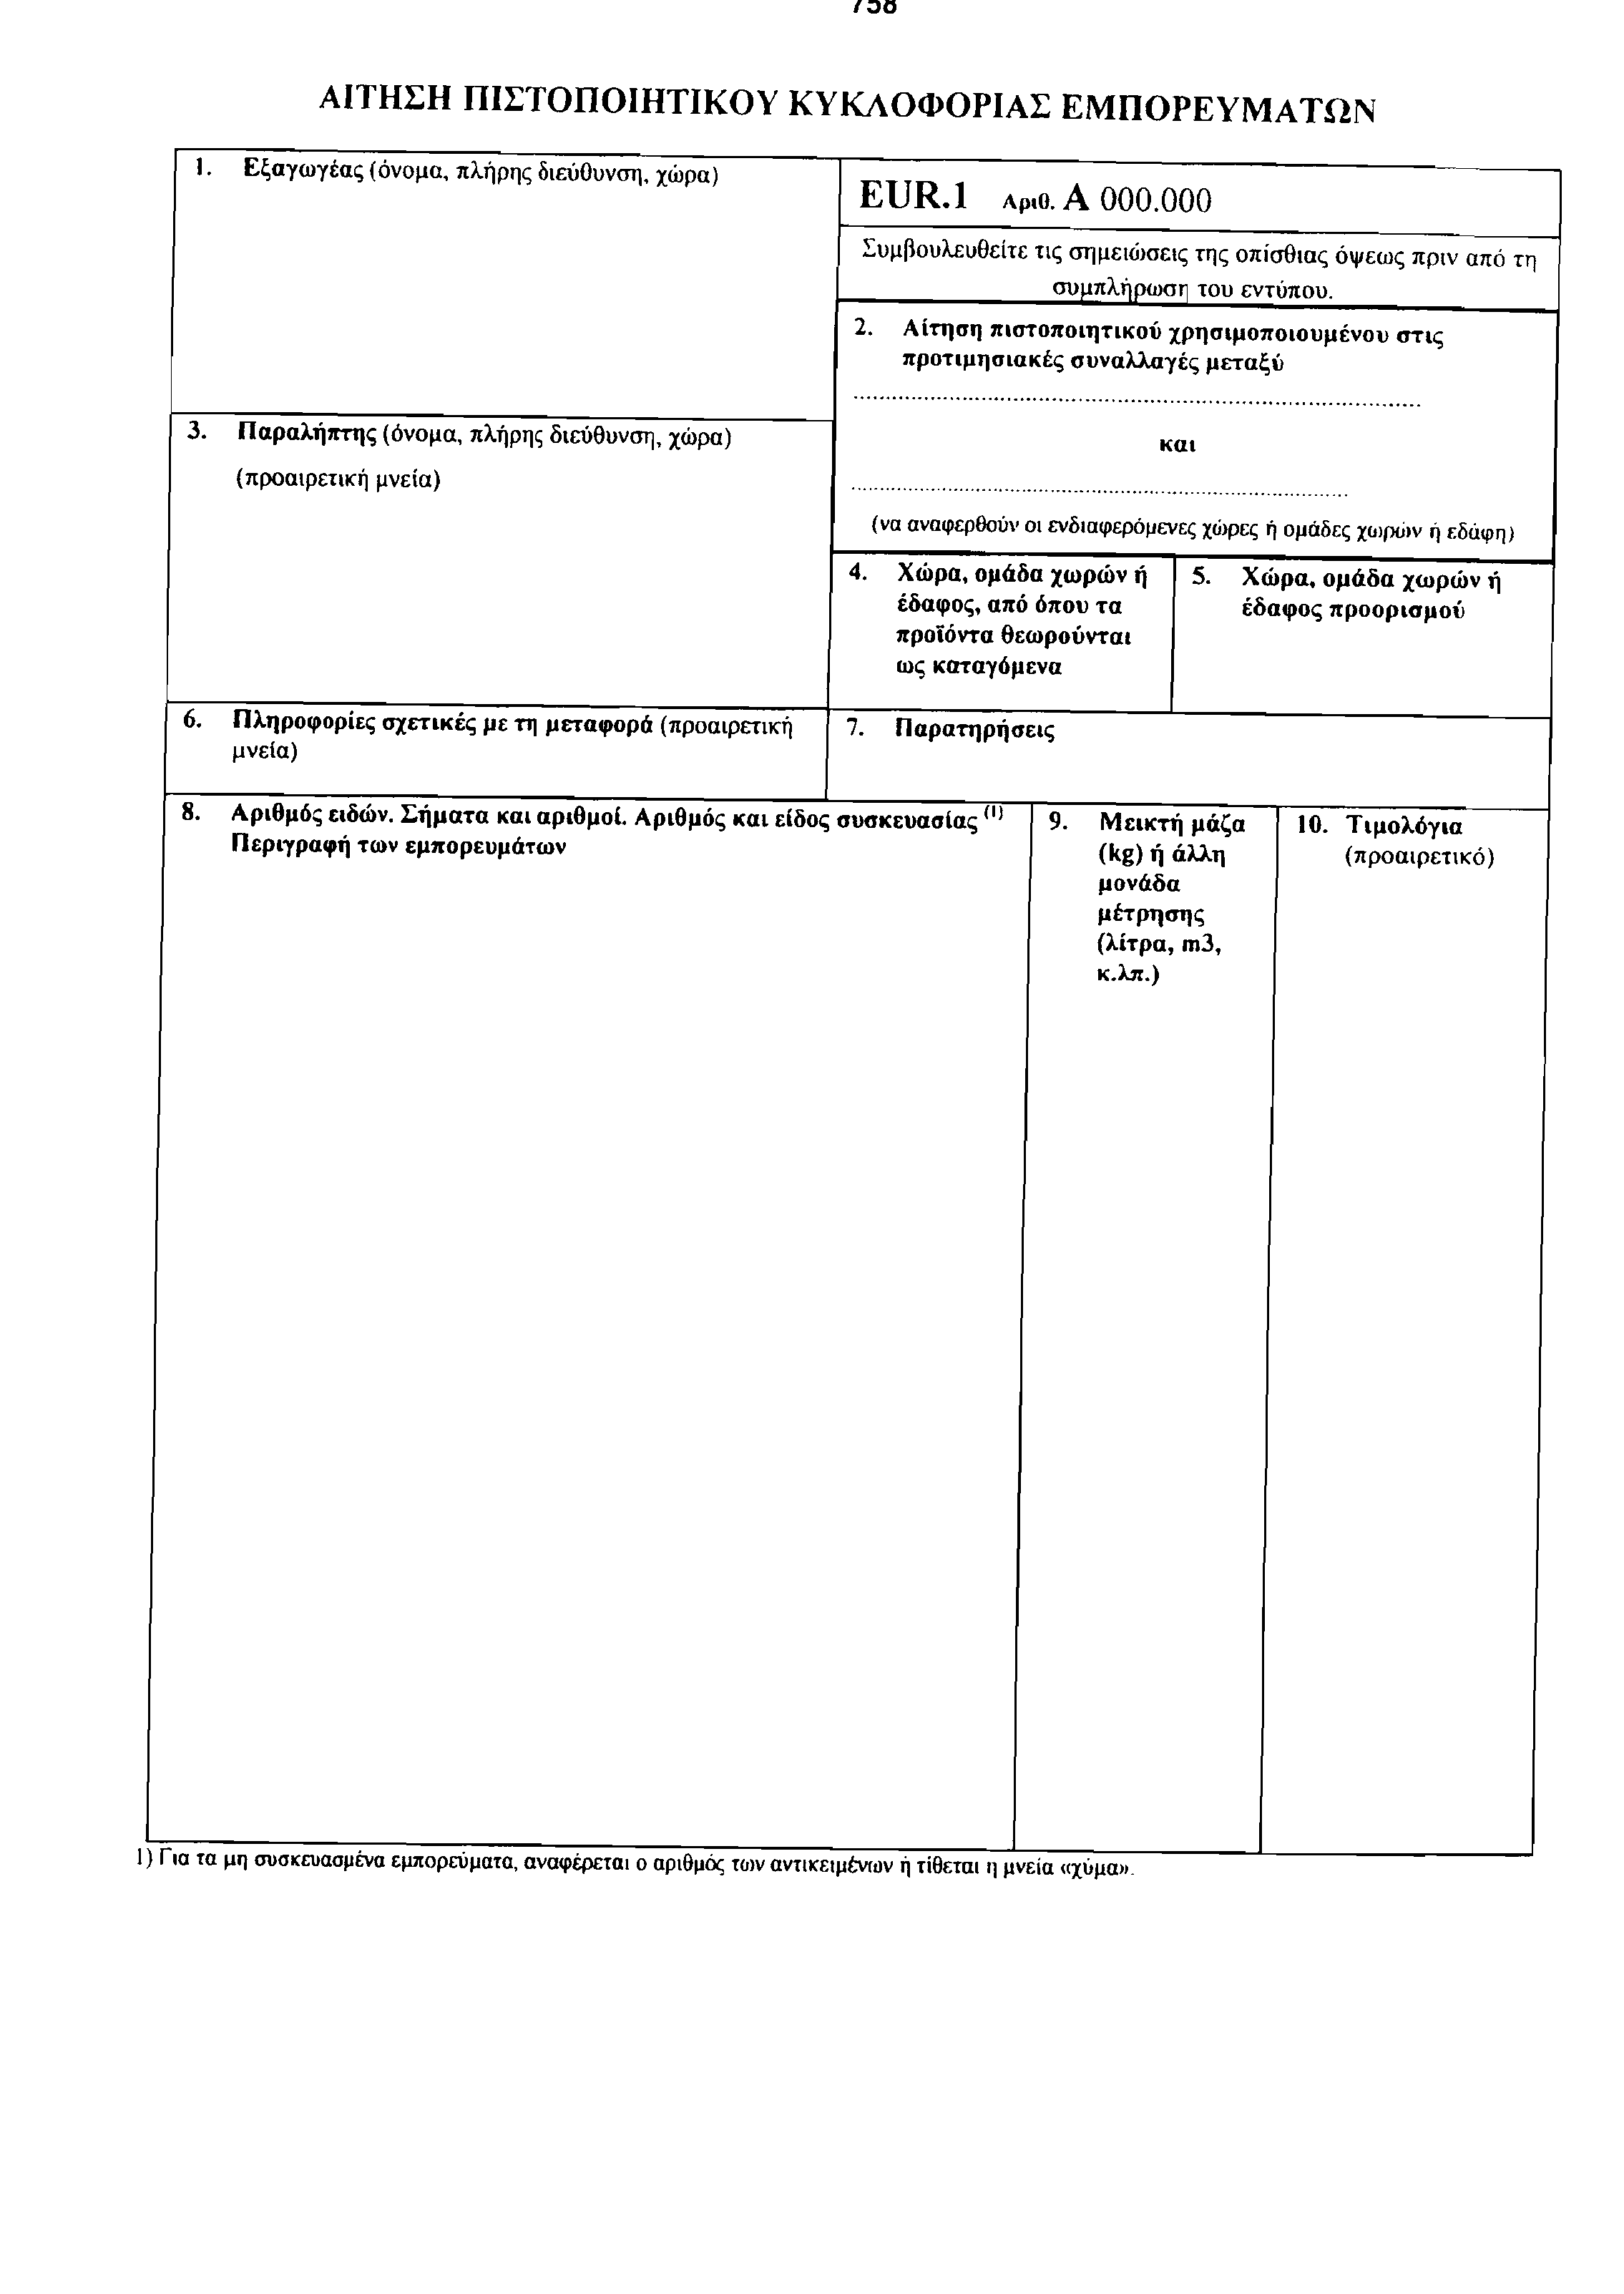 758
ΑΙΤΗΣΗ ΠΙΣΤΟΠΟΙΗΤΙΚΟΥ ΚΥΚΛΟΦΟΡΙΑΣ ΕΜΠΟΡΕΥΜΑΤΩΝ
1. Εξαγωγέας (όνομα, πλήρης διεύθυνση, χώρα)
EUR.1 Αριθ. A 000.000
Συμβουλευθείτε τις σημειώσεις της οπίσθιας όψεως πριν από τη
συμπλήρωση του εντύπου.
2. Αίτηση πιστοποιητικού χρησιμοποιουμένου στις
προτιμησιακές συναλλαγές μεταξύ
................................................................................
και
................................................................................
(να αναφερθούν οι ενδιαφερόμενες χώρες ή ομάδες χωρών ή εδάφη)
3. Παραλήπτης (όνομα, πλήρης διεύθυνση, χώρα)
(προαιρετική μνεία)
4. Χώρα, ομάδα χωρών ή
έδαφος, από όπου τα
προϊόντα θεωρούνται
ως καταγόμενα
5. Χώρα, ομάδα χωρών ή
έδαφος προορισμού
6. Πληροφορίες σχετικές με τη μεταφορά (προαιρετική
μνεία)
7. Παρατηρήσεις
8. Αριθμός ειδών. Σήματα και αριθμοί. Αριθμός και είδος συσκευασίας (1)
Περιγραφή των εμπορευμάτων
9. Μεικτή μάζα
(kg) ή άλλη
μονάδα
μέτρησης
(λίτρα, m3,
κ.λπ.)
10. Τιμολόγια
(προαιρετικό)
1) Για τα μη συσκευασμένα εμπορεύματα, αναφέρεται ο αριθμός των αντικειμένων ή τίθεται η μνεία «χύμα».